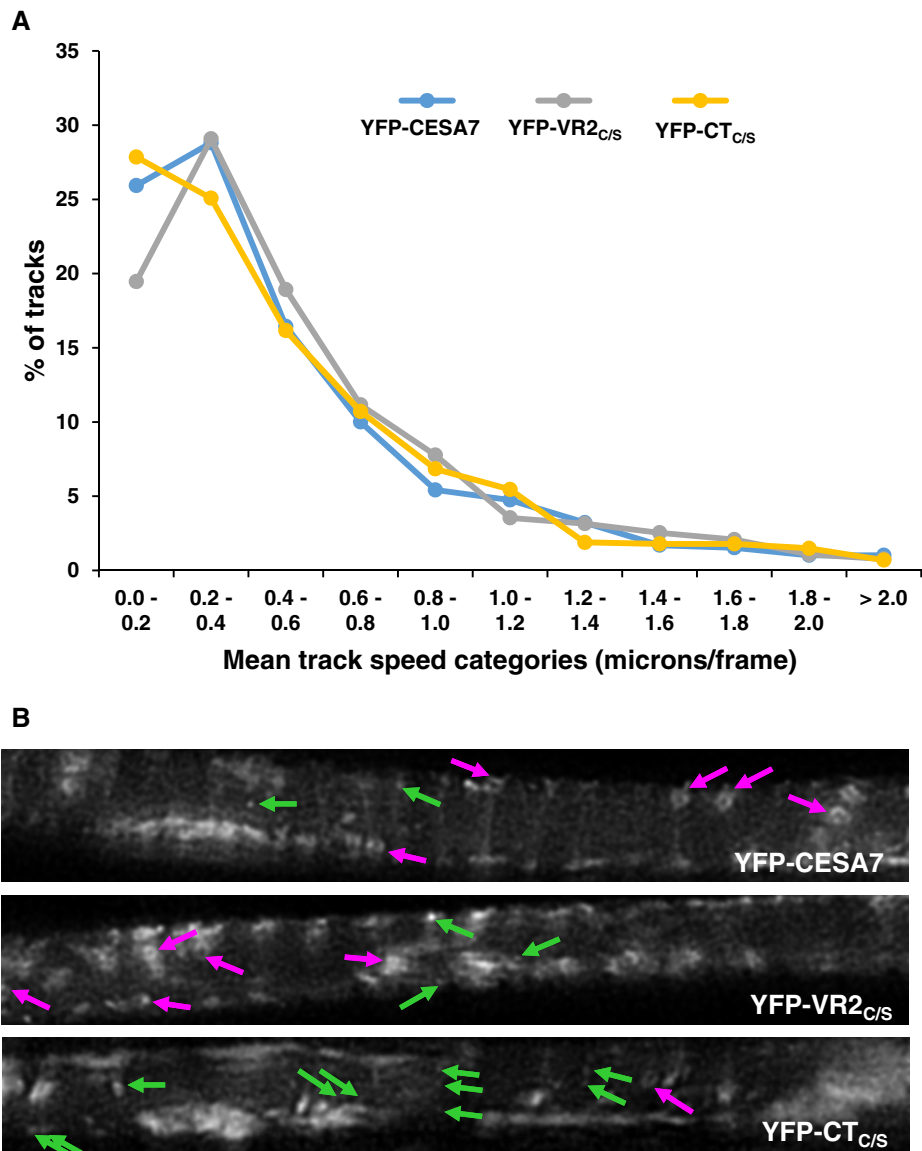 A
35
30
25
20
15
10
5
0
% of tracks
YFP-CESA7
YFP-VR2C/S
YFP-CTC/S
0.0 - 0.2
0.2 - 0.4
0.4 - 0.6
0.6 - 0.8
0.8 - 1.0
1.0 - 1.2
1.2 - 1.4
1.4 - 1.6
1.6 - 1.8
1.8 - 2.0
> 2.0
Mean track speed categories (microns/frame)
B
YFP-CESA7
YFP-VR2C/S
YFP-CTC/S